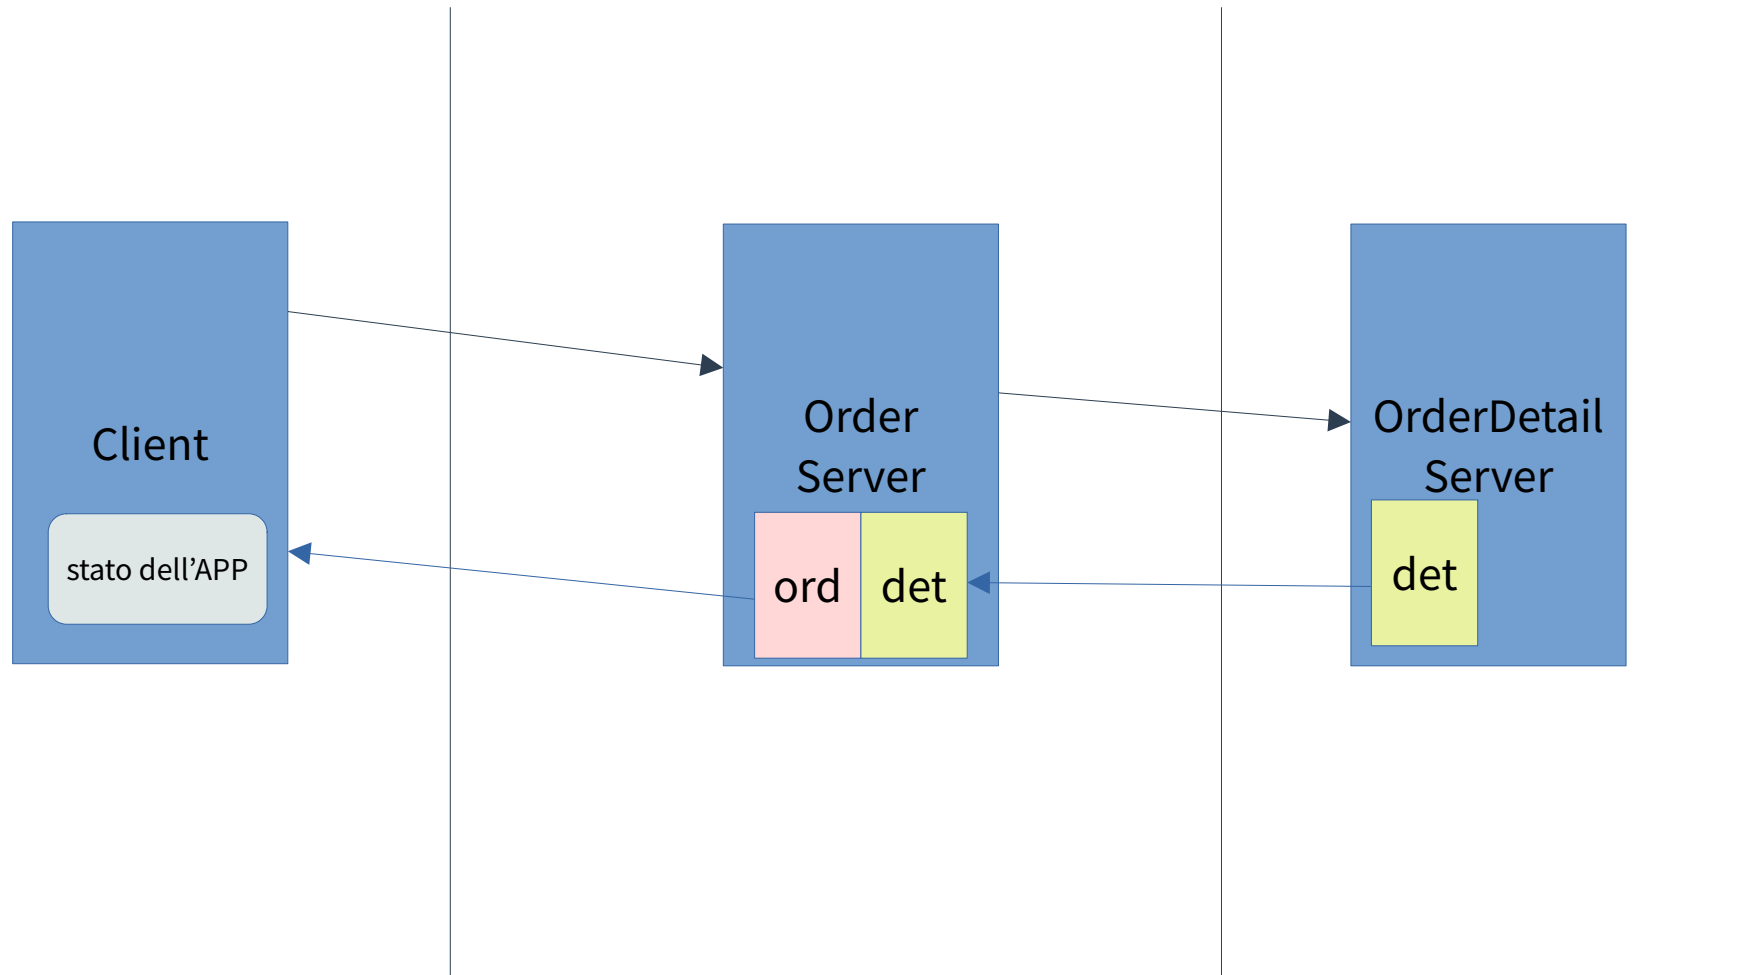 Client
stato dell’APP
Order
Server
ord
det
OrderDetail
Server
det